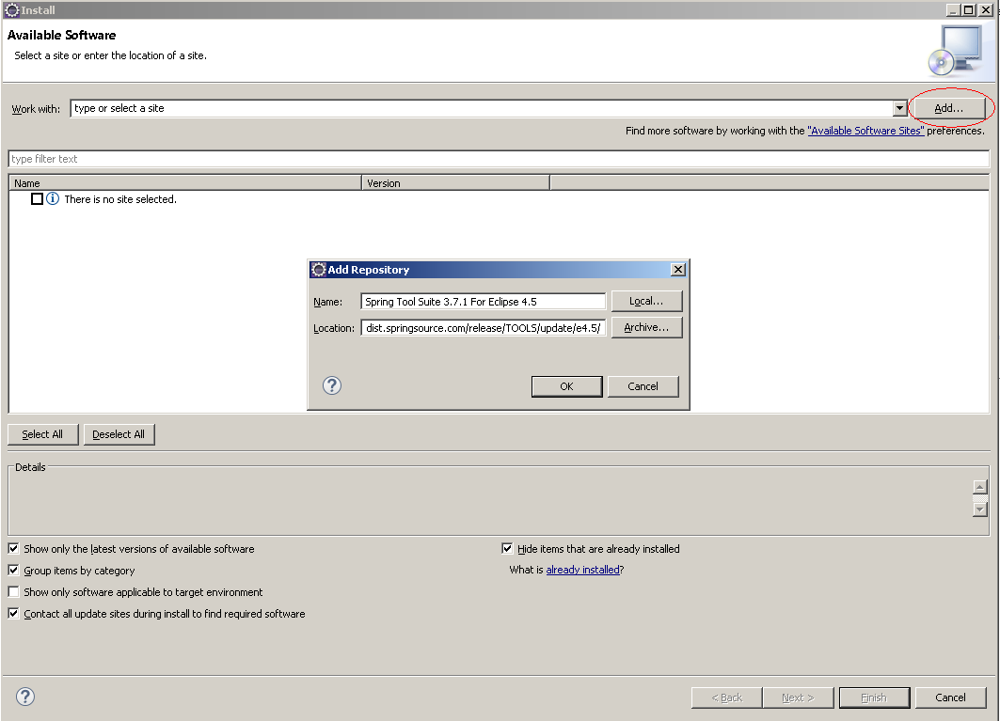 Install
Available Software
Select a site or enter the location of a site.
Work with: type or select a site Add...
Find more software by working with the "Available Software Sites" preferences.
type filter text
Name Version
There is no site selected.
Add Repository
Name: Spring Tool Suite 3.7.1 For Eclipse 4.5 Local...
Location: dist.springsource.com/release/TOOLS/update/e4.5/ Archive...
OK Cancel
Select All Deselect All
Details
Show only the latest versions of available software Hide items that are already installed
Group items by category What is already installed?
Show only software applicable to target environment
Contact all update sites during install to find required software
< Back Next > Finish Cancel